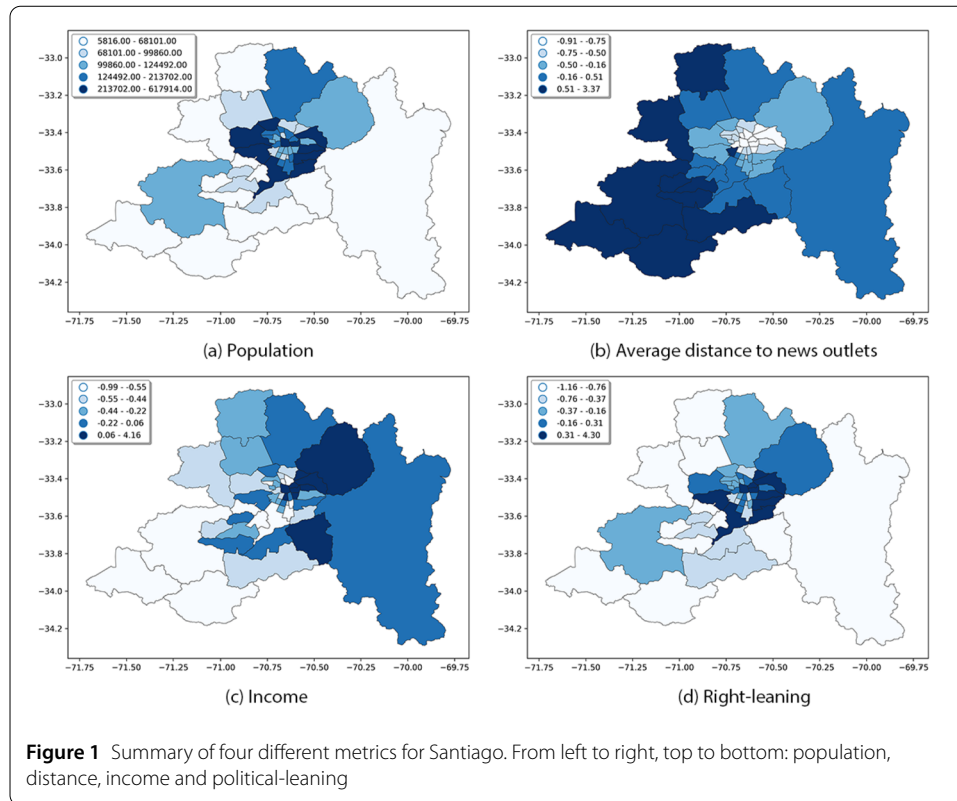 5816.00 - 68101.00
68101.00 - 99860.00
99860.00 - 124492.00
124492.00 - 213702.00
213702.00 - 617914.00
−33.0
−33.2
−33.4
−33.6
−33.8
−34.0
−34.2
−71.75 −71.50 −71.25 −71.00 −70.75 −70.50 −70.25 −70.00 −69.75
(a) Population
-0.91 - -0.75
-0.75 - -0.50
-0.50 - -0.16
-0.16 - 0.51
0.51 - 3.37
−33.0
−33.2
−33.4
−33.6
−33.8
−34.0
−34.2
−71.75 −71.50 −71.25 −71.00 −70.75 −70.50 −70.25 −70.00 −69.75
(b) Average distance to news outlets
-0.99 - -0.55
-0.55 - -0.44
-0.44 - -0.22
-0.22 - 0.06
0.06 - 4.16
−33.0
−33.2
−33.4
−33.6
−33.8
−34.0
−34.2
−71.75 −71.50 −71.25 −71.00 −70.75 −70.50 −70.25 −70.00 −69.75
(c) Income
-1.16 - -0.76
-0.76 - -0.37
-0.37 - -0.16
-0.16 - 0.31
0.31 - 4.30
−33.0
−33.2
−33.4
−33.6
−33.8
−34.0
−34.2
−71.75 −71.50 −71.25 −71.00 −70.75 −70.50 −70.25 −70.00 −69.75
(d) Right-leaning
Figure 1 Summary of four different metrics for Santiago. From left to right, top to bottom: population,
distance, income and political-leaning